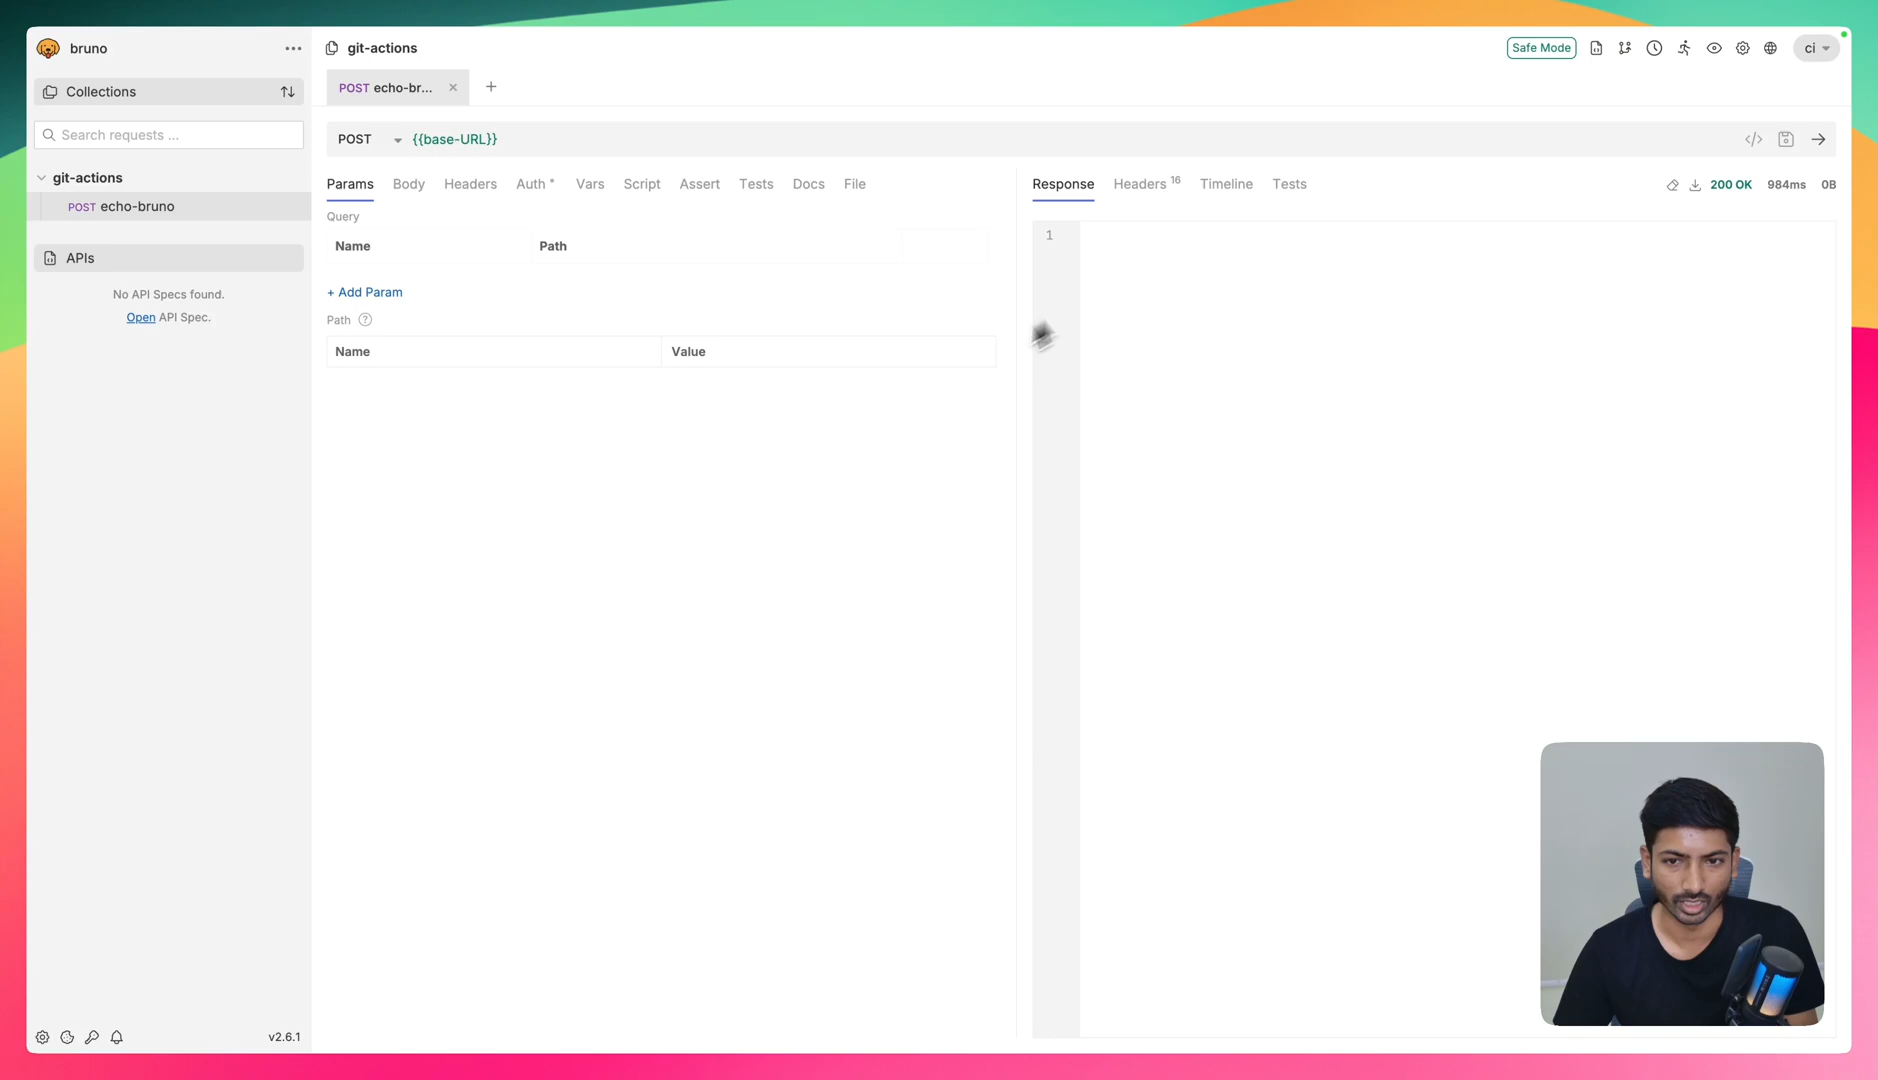 bruno
git-actions
Safe Mode
ci
Collections
POST echo-br...
Search requests ...
POST
{{base-URL}}
git-actions
Params Body Headers Auth * Vars Script Assert Tests Docs File
Response Headers 16 Timeline Tests
200 OK 984ms 0B
POST echo-bruno
Query
1
Name Path
APIs
No API Specs found.
+ Add Param
Open API Spec.
Path ?
Name Value
v2.6.1